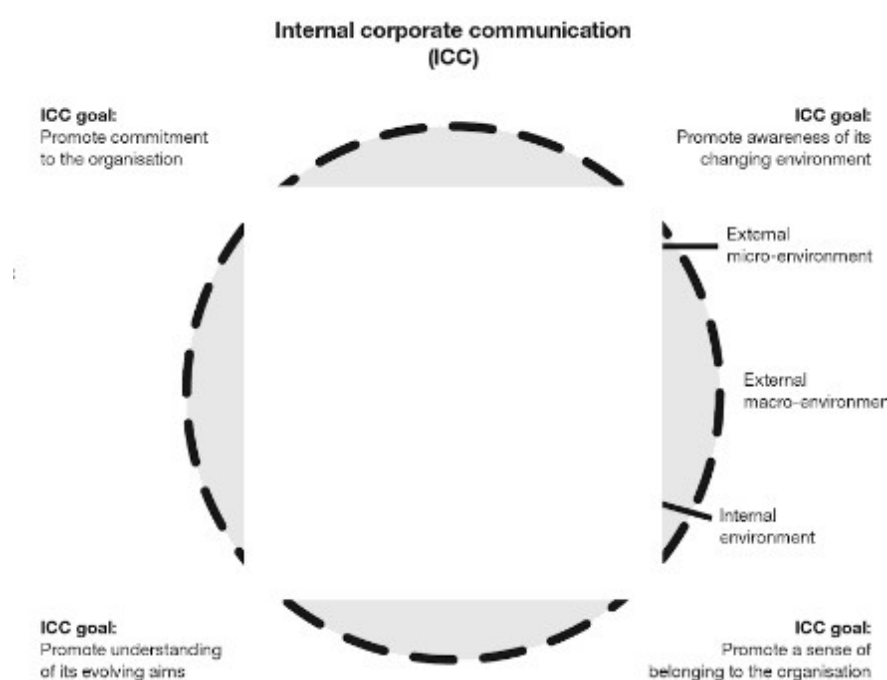 Internal corporate communication
(ICC)
ICC goal:
Promote commitment
to the organisation
ICC goal:
Promote awareness of its
changing environment
External
micro-environment
External
macro-environmen
Internal
environment
ICC goal:
Promote understanding
of its evolving aims
ICC goal:
Promote a sense of
belonging to the organisation